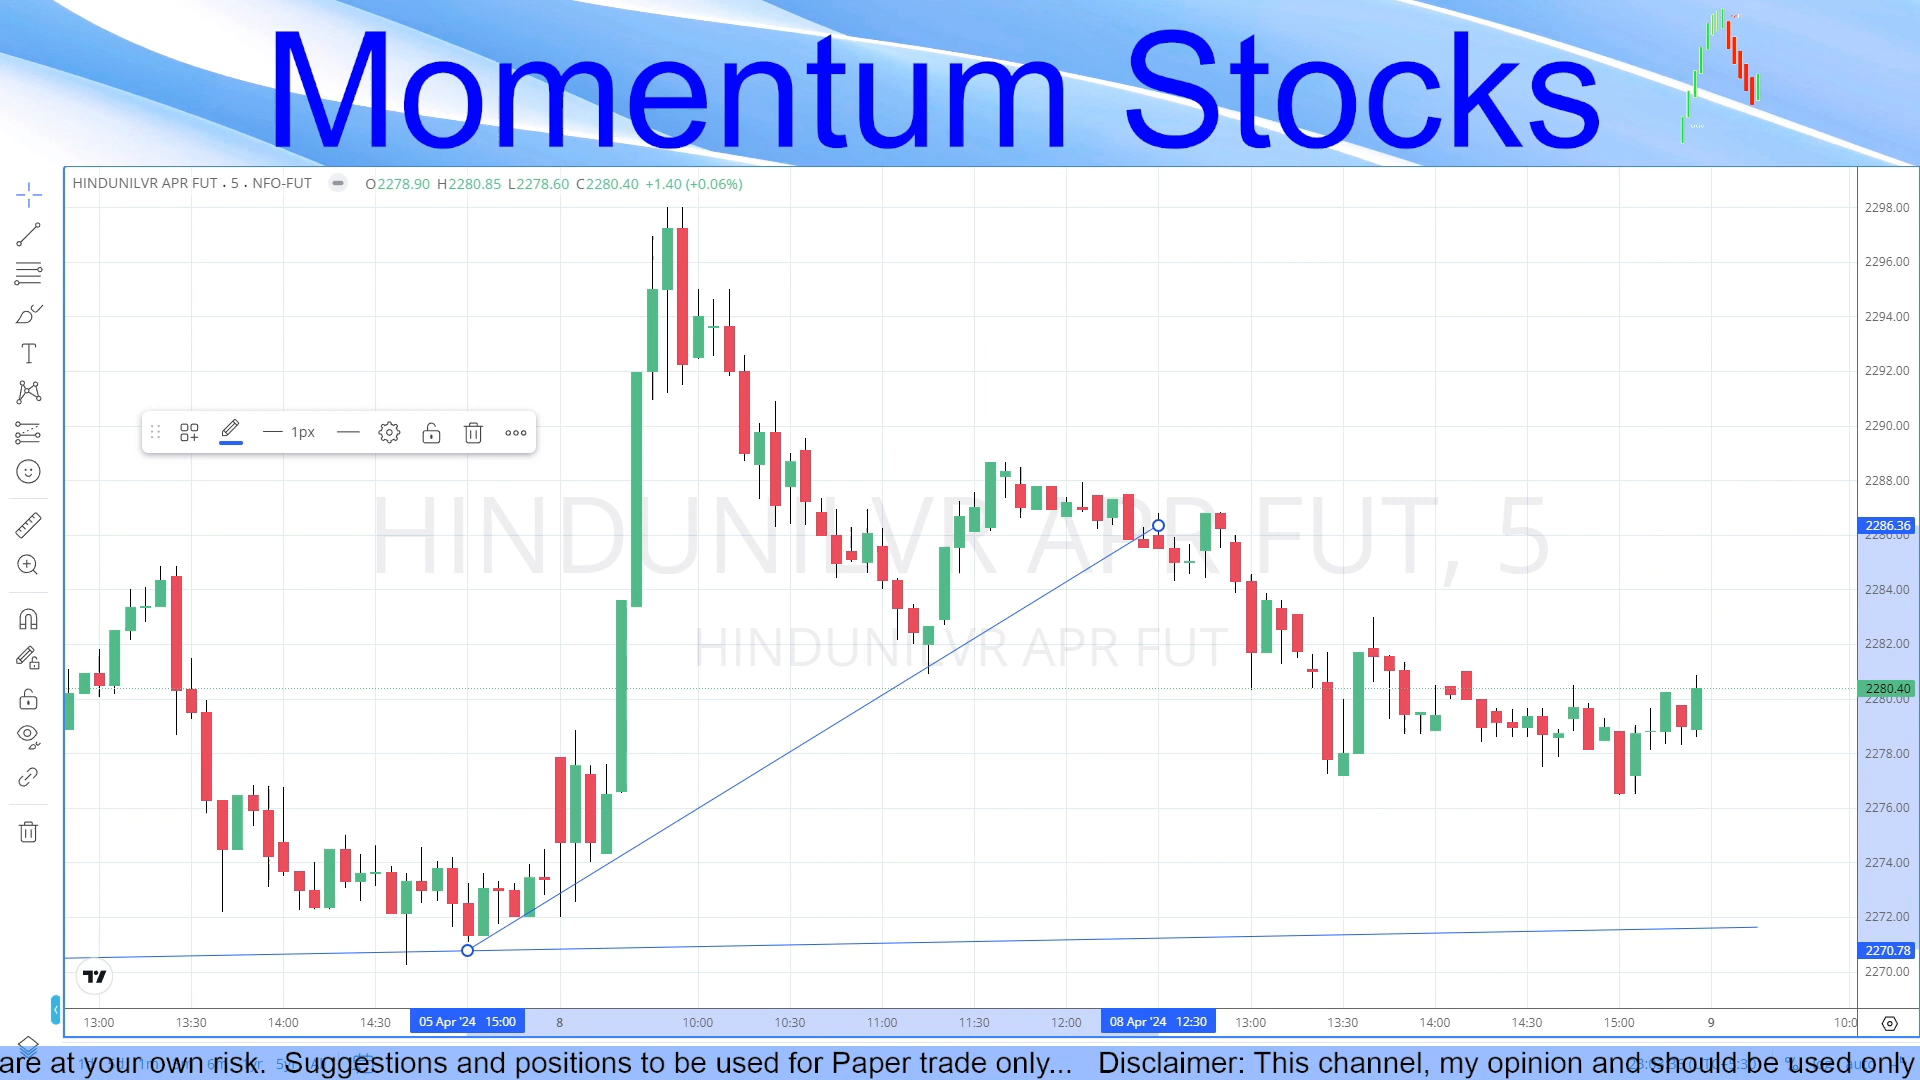 Momentum Stocks
HINDUNILVR APR FUT · 5 · NFO-FUT O2278.90 H2280.85 L2278.60 C2280.40 +1.40 (+0.06%)
2298.00
2296.00
2294.00
2292.00
2290.00
1px
2288.00
HINDUNILVR APR FUT, 5
2286.36
2286.00
2284.00
HINDUNILVR APR FUT
2282.00
2280.40
2280.00
2278.00
2276.00
2274.00
2272.00
2270.78
2270.00
13:00 13:30 14:00 14:30 05 Apr '24 15:00 8 10:00 10:30 11:00 11:30 12:00 08 Apr '24 12:30 13:00 13:30 14:00 14:30 15:00 9 10:0
are at your own risk. Suggestions and positions to be used for Paper trade only... Disclaimer: This channel, my opinion and should be used only